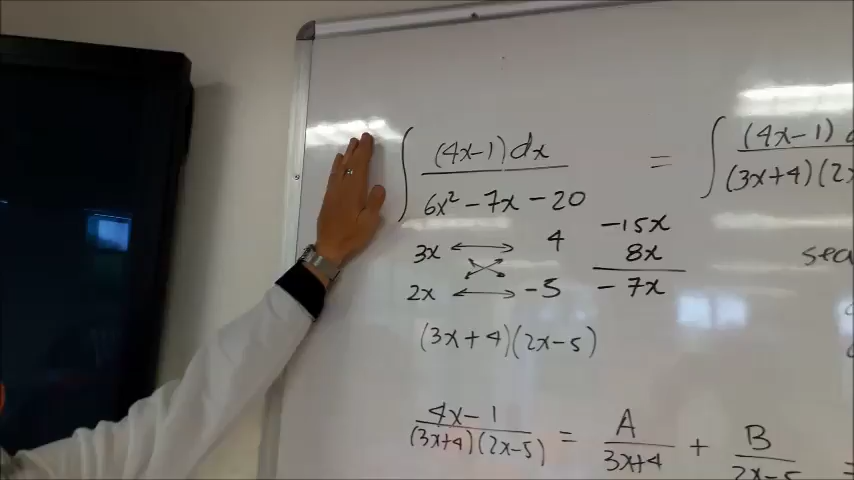 ∫ (4x-1)dx / 6x² - 7x - 20 = ∫ (4x-1) / (3x+4)(2x
3x ↔ 4 -15x
8x
2x ↔ -5 -7x
(3x+4)(2x-5)
4x-1 / (3x+4)(2x-5) = A / 3x+4 + B / 2x-5 =